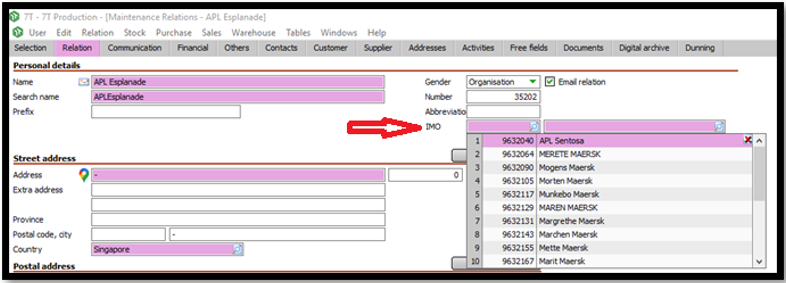 7T - 7T Production - [Maintenance Relations - APL Esplanade]
User Edit Relation Stock Purchase Sales Warehouse Tables Windows Help
Selection Relation Communication Financial Others Contacts Customer Supplier Addresses Activities Free fields Documents Digital archive Dunning
Personal details
Name APL Esplanade Gender Organisation Email relation
Search name APLEsplanade Number 35202
Prefix Abbreviatio
IMO
1 9632040 APL Sentosa
2 9632064 MERETE MAERSK
3 9632090 Mogens Maersk
4 9632105 Morten Maersk
5 9632117 Munkebo Maersk
6 9632129 MAREN MAERSK
7 9632131 Margrethe Maersk
8 9632143 Marchen Maersk
9 9632155 Mette Maersk
10 9632167 Marit Maersk
Street address
Address - 0
Extra address
Province
Postal code, city -
Country Singapore
Postal address